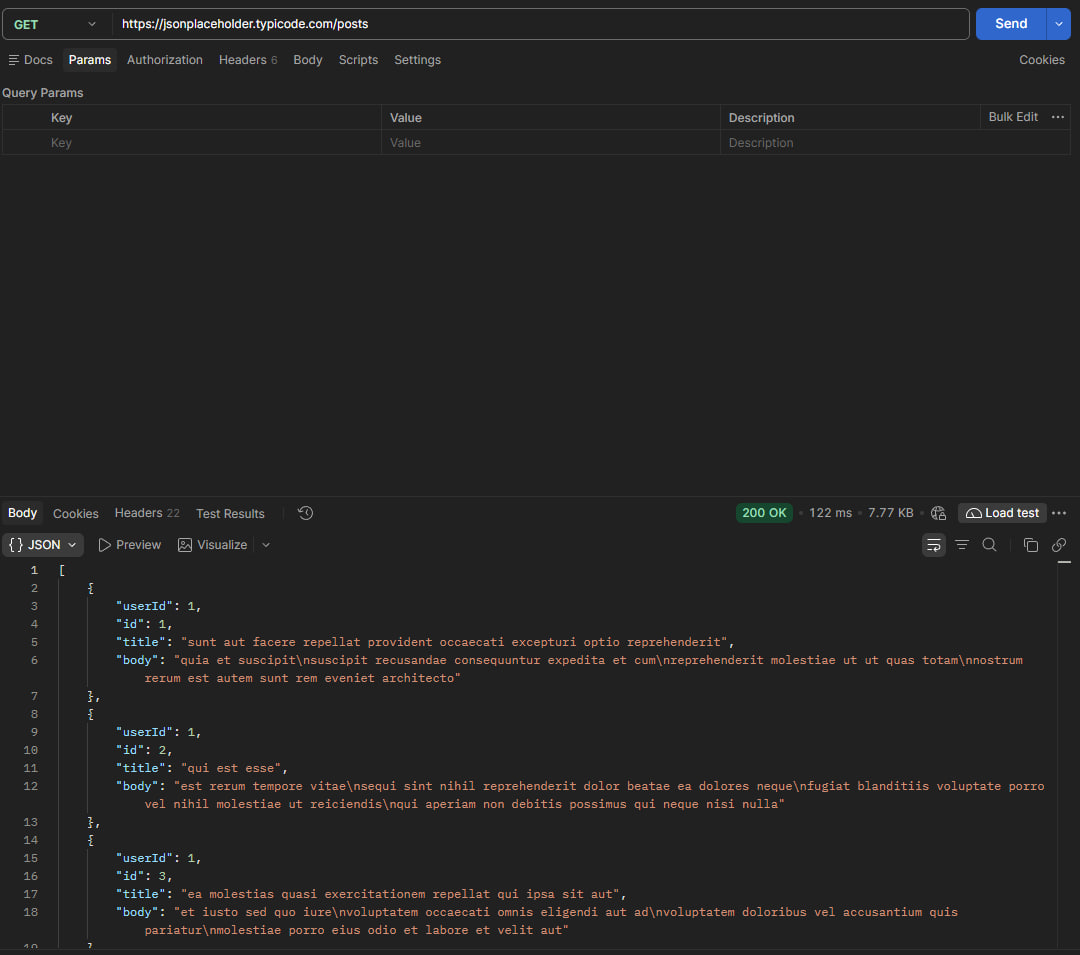 GET https://jsonplaceholder.typicode.com/posts Send
Docs Params Authorization Headers 6 Body Scripts Settings Cookies
Query Params
Key Value Description Bulk Edit ...
Key Value Description
Body Cookies Headers 22 Test Results 200 OK • 122 ms • 7.77 KB • Load test ...
{} JSON Preview Visualize
1 [
2 {
3 "userId": 1,
4 "id": 1,
5 "title": "sunt aut facere repellat provident occaecati excepturi optio reprehenderit",
6 "body": "quia et suscipit\nsuscipit recusandae consequuntur expedita et cum\nreprehenderit molestiae ut ut quas totam\nnostrum
rerum est autem sunt rem eveniet architecto"
7 },
8 {
9 "userId": 1,
10 "id": 2,
11 "title": "qui est esse",
12 "body": "est rerum tempore vitae\nsequi sint nihil reprehenderit dolor beatae ea dolores neque\nfugiat blanditiis voluptate porro
vel nihil molestiae ut reiciendis\nqui aperiam non debitis possimus qui neque nisi nulla"
13 },
14 {
15 "userId": 1,
16 "id": 3,
17 "title": "ea molestias quasi exercitationem repellat qui ipsa sit aut",
18 "body": "et iusto sed quo iure\nvoluptatem occaecati omnis eligendi aut ad\nvoluptatem doloribus vel accusantium quis
pariatur\nmolestiae porro eius odio et labore et velit aut"